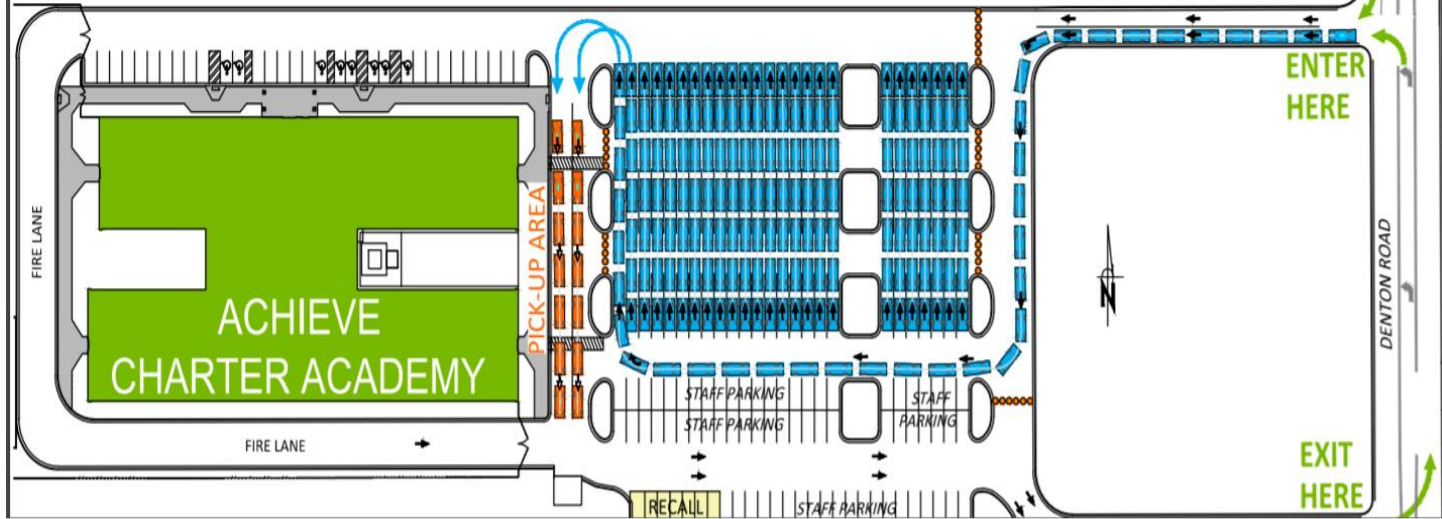 ENTER
HERE
FIRE LANE
PICK-UP AREA
DENTON ROAD
N
ACHIEVE
CHARTER ACADEMY
STAFF PARKING
STAFF PARKING
STAFF
PARKING
FIRE LANE
EXIT
HERE
RECALL
STAFF PARKING